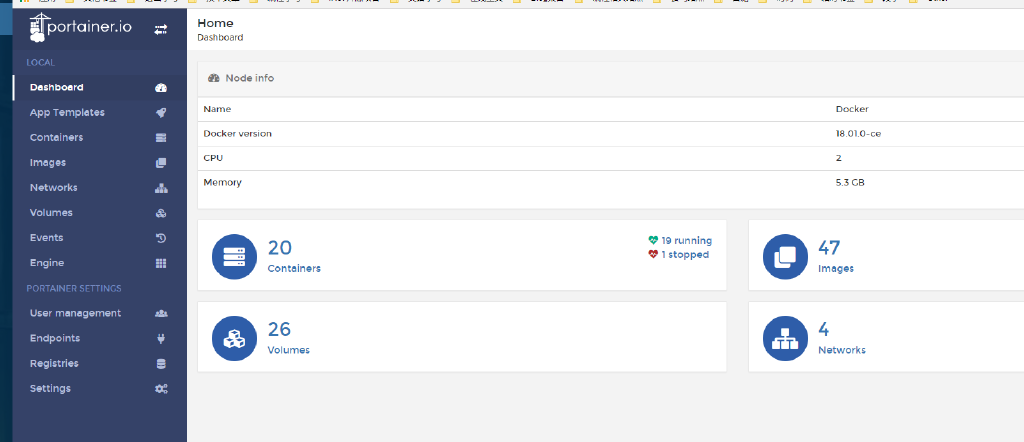 portainer.io
LOCAL
Dashboard
App Templates
Containers
Images
Networks
Volumes
Events
Engine
PORTAINER SETTINGS
User management
Endpoints
Registries
Settings
Home
Dashboard
Node info
Name Docker
Docker version 18.01.0-ce
CPU 2
Memory 5.3 GB
20
Containers
19 running
1 stopped
47
Images
26
Volumes
4
Networks